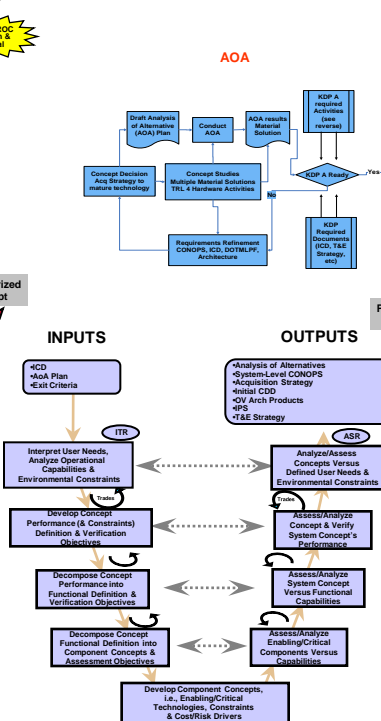 ROC
&
al
AOA
Draft Analysis
of Alternative
(AOA) Plan
Conduct
AOA
AOA results
Material
Solution
KDP A
required
Activities
(see
reverse)
Concept Decision
Acq Strategy to
mature technology
Concept Studies
Multiple Material Solutions
TRL 4 Hardware Activities
KDP A Ready
Yes
No
Requirements Refinement
CONOPS, ICD, DOTMLPF,
Architecture
KDP
Required
Documents
(ICD, T&E
Strategy,
etc)
rized
pt
F
INPUTS
OUTPUTS
•ICD
•AoA Plan
•Exit Criteria
•Analysis of Alternatives
•System-Level CONOPS
•Acquisition Strategy
•Initial CDD
•OV Arch Products
•IPS
•T&E Strategy
ITR
ASR
Interpret User Needs,
Analyze Operational
Capabilities &
Environmental Constraints
Analyze/Assess
Concepts Versus
Defined User Needs &
Environmental Constraints
Trades
Trades
Develop Concept
Performance (& Constraints)
Definition & Verification
Objectives
Assess/Analyze
Concept & Verify
System Concept's
Performance
Decompose Concept
Performance into
Functional Definition &
Verification Objectives
Assess/Analyze
System Concept
Versus Functional
Capabilities
Decompose Concept
Functional Definition into
Component Concepts &
Assessment Objectives
Assess/Analyze
Enabling/Critical
Components Versus
Capabilities
Develop Component Concepts,
i.e., Enabling/Critical
Technologies, Constraints
& Cost/Risk Drivers